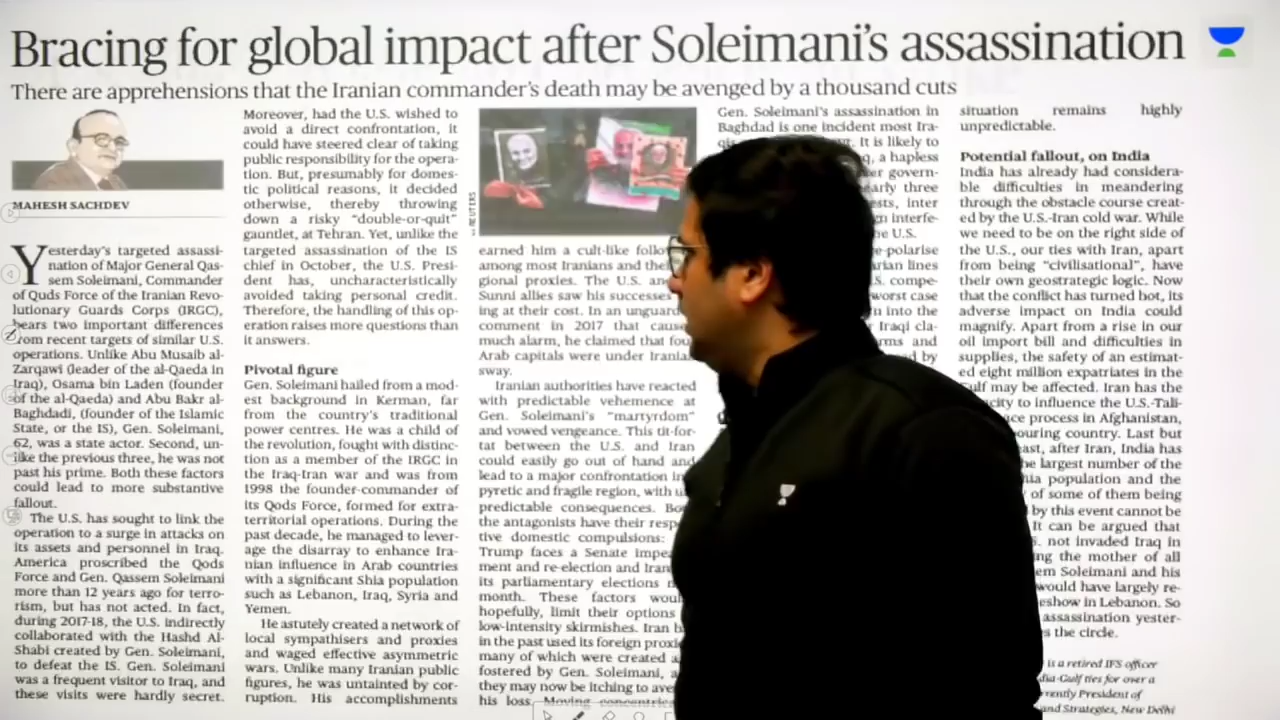 Bracing for global impact after Soleimani's assassination
There are apprehensions that the Iranian commander's death may be avenged by a thousand cuts
MAHESH SACHDEV
Yesterday's targeted assassi-
nation of Major General Qas-
sem Soleimani, Commander
of Quds Force of the Iranian Revo-
lutionary Guards Corps (IRGC),
bears two important differences
from recent targets of similar U.S.
operations. Unlike Abu Musaib al-
Zarqawi (leader of the al-Qaeda in
Iraq), Osama bin Laden (founder
of the al-Qaeda) and Abu Bakr al-
Baghdadi, (founder of the Islamic
State, or the IS), Gen. Soleimani,
62, was a state actor. Second, un-
like the previous three, he was not
past his prime. Both these factors
could lead to more substantive
fallout.
The U.S. has sought to link the
operation to a surge in attacks on
its assets and personnel in Iraq.
America proscribed the Qods
Force and Gen. Qassem Soleimani
more than 12 years ago for terro-
rism, but has not acted. In fact,
during 2017-18, the U.S. indirectly
collaborated with the Hashd Al-
Shabi created by Gen. Soleimani,
to defeat the IS. Gen. Soleimani
was a frequent visitor to Iraq, and
these visits were hardly secret.
Moreover, had the U.S. wished to
avoid a direct confrontation, it
could have steered clear of taking
public responsibility for the opera-
tion. But, presumably for domes-
tic political reasons, it decided
otherwise, thereby throwing
down a risky "double-or-quit"
gauntlet, at Tehran. Yet, unlike the
targeted assassination of the IS
chief in October, the U.S. Presi-
dent has, uncharacteristically
avoided taking personal credit.
Therefore, the handling of this op-
eration raises more questions than
it answers.
Pivotal figure
Gen. Soleimani hailed from a mod-
est background in Kerman, far
from the country's traditional
power centres. He was a child of
the revolution, fought with distinc-
tion as a member of the IRGC in
the Iraq-Iran war and was from
1998 the founder-commander of
its Qods Force, formed for extra-
territorial operations. During the
past decade, he managed to lever-
age the disarray to enhance Ira-
nian influence in Arab countries
with a significant Shia population
such as Lebanon, Iraq, Syria and
Yemen.
He astutely created a network of
local sympathisers and proxies
and waged effective asymmetric
wars. Unlike many Iranian public
figures, he was untainted by cor-
ruption. His accomplishments
REUTERS
earned him a cult-like
among most Iranians and
gional proxies. The U.S.
Sunni allies saw his successes
ing at their cost. In an
comment in 2017 that
much alarm, he claimed that
Arab capitals were under
sway.
Iranian authorities have reacted
with predictable vehemence at
Gen. Soleimani's "martyrdom"
and vowed vengeance. This tit-for-
tat between the U.S. and Iran
could easily go out of hand and
lead to a major confrontation in
pyretic and fragile region, with
predictable consequences.
the antagonists have their
tive domestic compulsions:
Trump faces a Senate
ment and re-election and
its parliamentary elections
month. These factors
hopefully, limit their options
low-intensity skirmishes. Iran
in the past used its foreign
many of which were created
fostered by Gen. Soleimani,
they may now be itching to
his loss. Moving concentric
Gen. Soleimani's assassination in
Baghdad is one incident most Ira-
It is likely to
a hapless
govern-
three
inter
interfe-
U.S.
lines
compe-
worst case
into the
Iraqi cla-
and
by
situation remains highly
unpredictable.
Potential fallout, on India
India has already had considera-
ble difficulties in meandering
through the obstacle course creat-
ed by the U.S.-Iran cold war. While
we need to be on the right side of
the U.S., our ties with Iran, apart
from being "civilisational", have
their own geostrategic logic. Now
that the conflict has turned hot, its
adverse impact on India could
magnify. Apart from a rise in our
oil import bill and difficulties in
supplies, the safety of an estimat-
ed eight million expatriates in the
Gulf may be affected. Iran has the
to influence the U.S.-Tali-
process in Afghanistan,
country. Last but
after Iran, India has
largest number of the
population and the
of some of them being
by this event cannot be
It can be argued that
not invaded Iraq in
the mother of all
Soleimani and his
would have largely re-
in Lebanon. So
assassination yester-
the circle.
is a retired IFS officer
ties for over a
President of
and Strategies, New Delhi